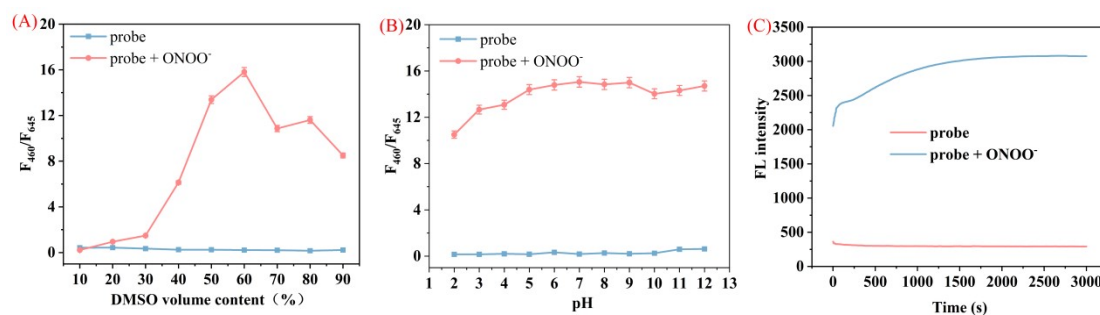 (A)
20
16
12
8
4
0
F460/F645
probe
probe + ONOO⁻
10 20 30 40 50 60 70 80 90
DMSO volume content（%）
(B)
20
16
12
8
4
0
F460/F645
probe
probe + ONOO⁻
1 2 3 4 5 6 7 8 9 10 11 12 13
pH
(C)
3500
3000
2500
2000
1500
1000
500
0
FL intensity
probe
probe + ONOO⁻
0 500 1000 1500 2000 2500 3000
Time (s)